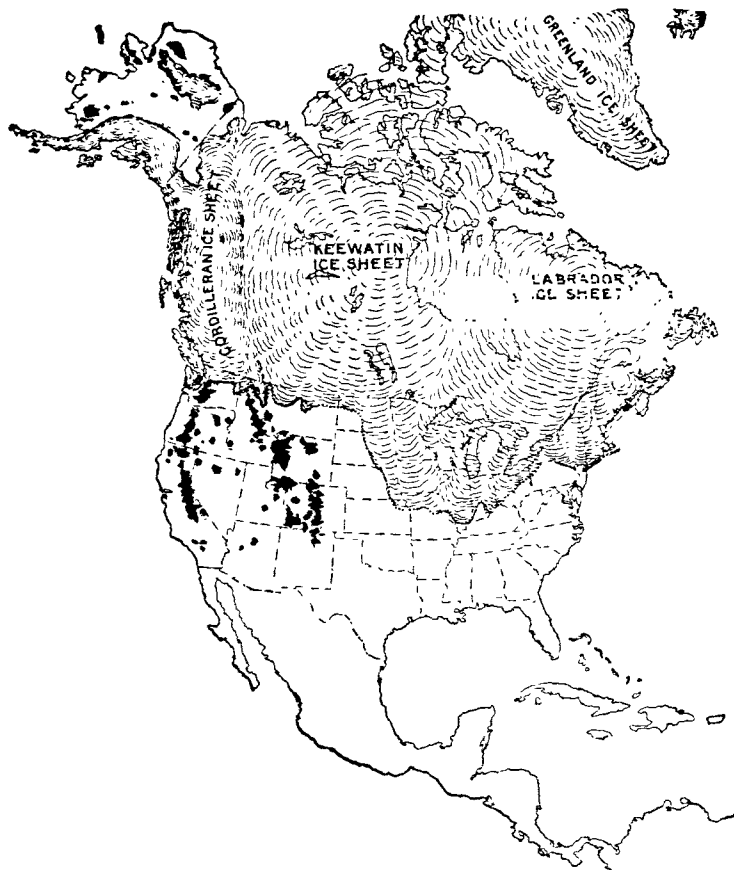 GREENLAND ICE SHEET
CORDILLERAN ICE SHEET
KEEWATIN
ICE SHEET
LABRADOR
ICE SHEET